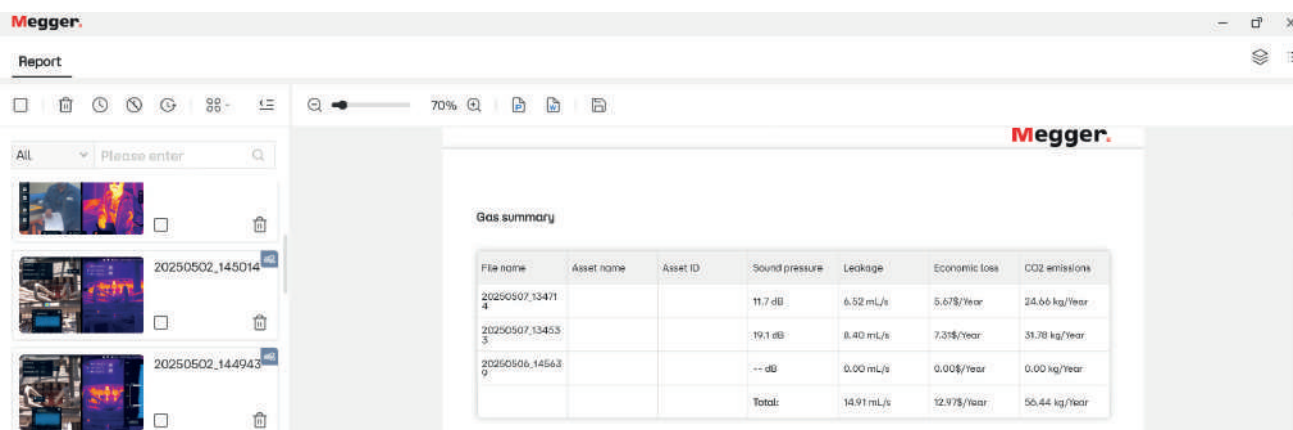 Megger.
Report
70%
All
Please enter
Megger.
20250502_145014
20250502_144943
Gas summary
File name Asset name Asset ID Sound pressure Leakage Economic loss CO2 emissions
20250507_13471
4
11.7 dB 6.52 mL/s 5.67$/Year 24.66 kg/Year
20250507_13453
3
19.1 dB 8.40 mL/s 7.31$/Year 31.78 kg/Year
20250506_14563
9
-- dB 0.00 mL/s 0.00$/Year 0.00 kg/Year
Total: 14.91 mL/s 12.97$/Year 56.44 kg/Year